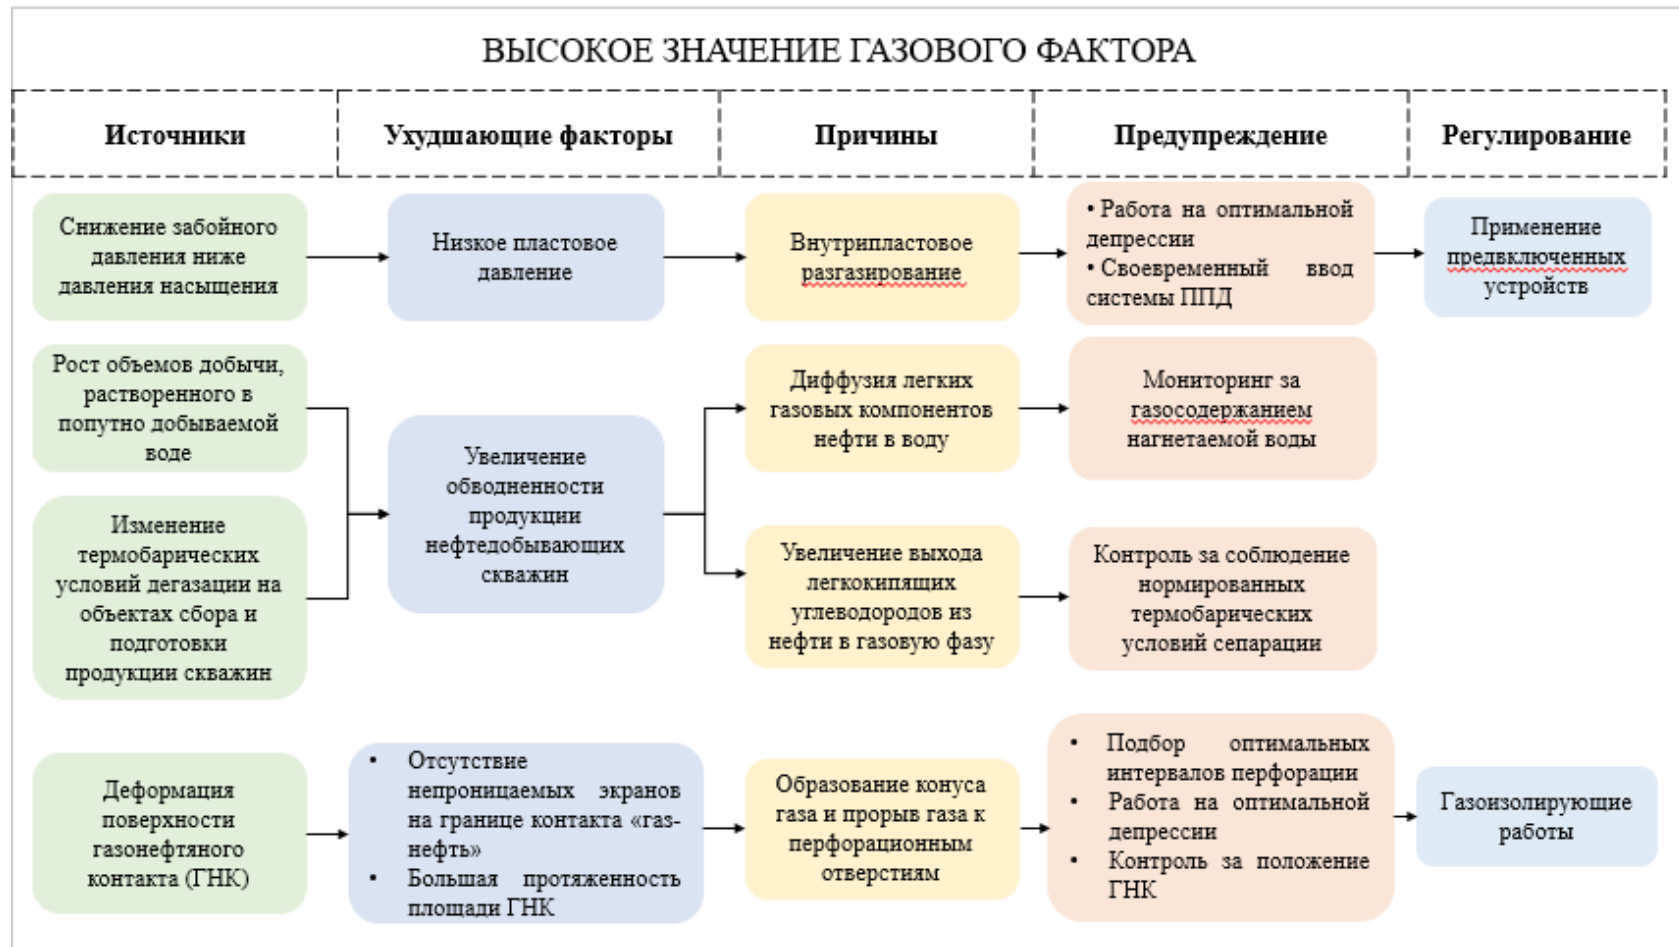 ВЫСОКОЕ ЗНАЧЕНИЕ ГАЗОВОГО ФАКТОРА
Источники
Ухудшающие факторы
Причины
Предупреждение
Регулирование
Снижение забойного
давления ниже
давления насыщения
Низкое пластовое
давление
Внутрипластовое
разгазирование
• Работа на оптимальной
депрессии
• Своевременный ввод
системы ППД
Применение
предвключенных
устройств
Рост объемов добычи,
растворенного в
попутно добываемой
воде
Изменение
термобарических
условий дегазации на
объектах сбора и
подготовки
продукции скважин
Увеличение
обводненности
продукции
нефтедобывающих
скважин
Диффузия легких
газовых компонентов
нефти в воду
Мониторинг за
газосодержанием
нагнетаемой воды
Увеличение выхода
легкокипящих
углеводородов из
нефти в газовую фазу
Контроль за соблюдение
нормированных
термобарических
условий сепарации
Деформация
поверхности
газонефтяного
контакта (ГНК)
• Отсутствие
непроницаемых экранов
на границе контакта «газ-
нефть»
• Большая протяженность
площади ГНК
Образование конуса
газа и прорыв газа к
перфорационным
отверстиям
• Подбор оптимальных
интервалов перфорации
• Работа на оптимальной
депрессии
• Контроль за положение
ГНК
Газоизолирующие
работы